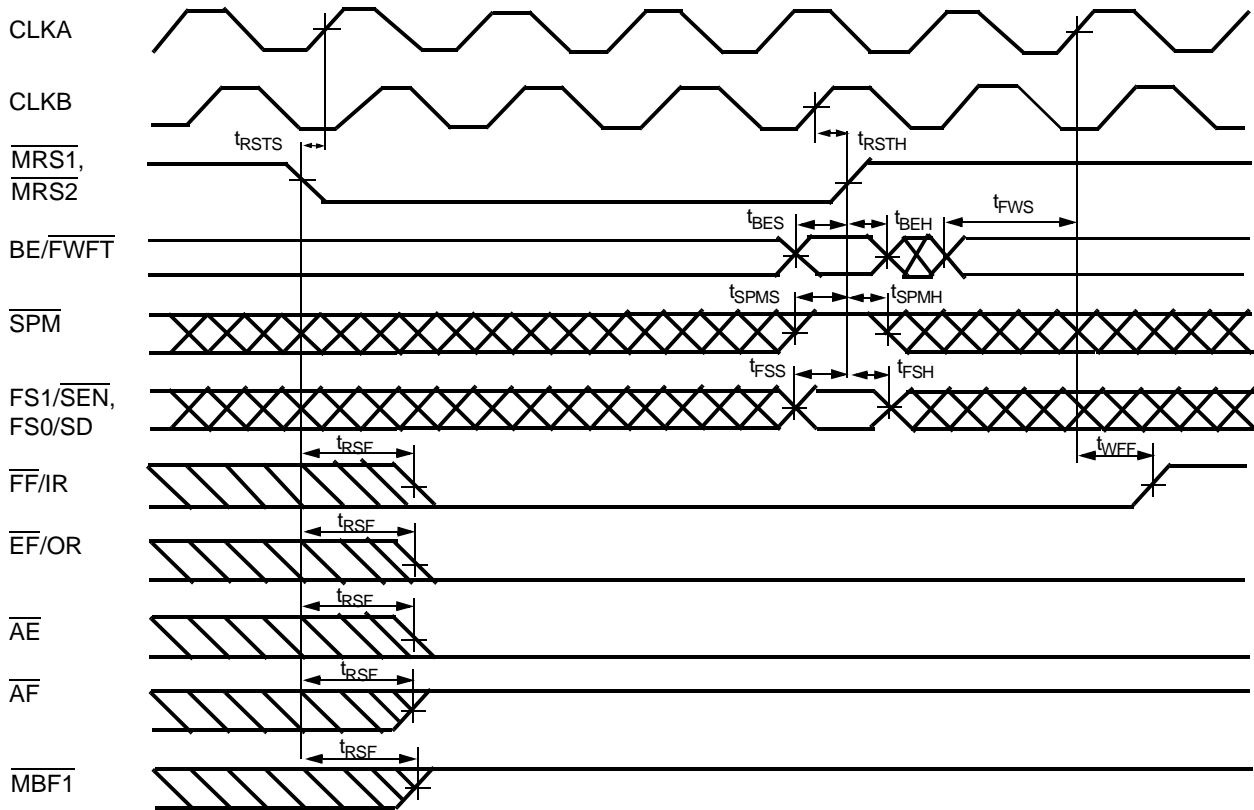 CLKA
CLKB
tRSTS
tRSTH
MRS1,
MRS2
tBES
tBEH
tFWS
BE/FWFT
tSPMS
tSPMH
SPM
tFSS
tFSH
FS1/SEN,
FS0/SD
tRSF
tWFF
FF/IR
tRSF
EF/OR
tRSF
AE
tRSF
AF
tRSF
MBF1